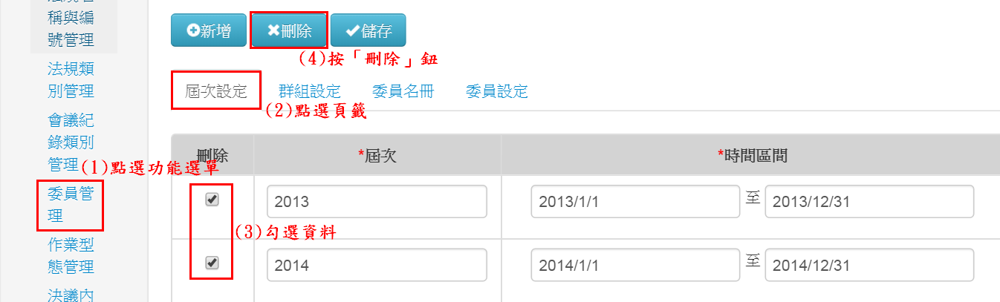 稱與編
號管理
法規類
別管理
會議紀
錄類別
管理
(1)點選功能選單
委員管
理
作業型
態管理
決議內
新增 刪除 儲存
(4)按「刪除」鈕
屆次設定 群組設定 委員名冊 委員設定
(2)點選頁籤
刪除 *屆次 *時間區間
2013 2013/1/1 至 2013/12/31
(3)勾選資料
2014 2014/1/1 至 2014/12/31